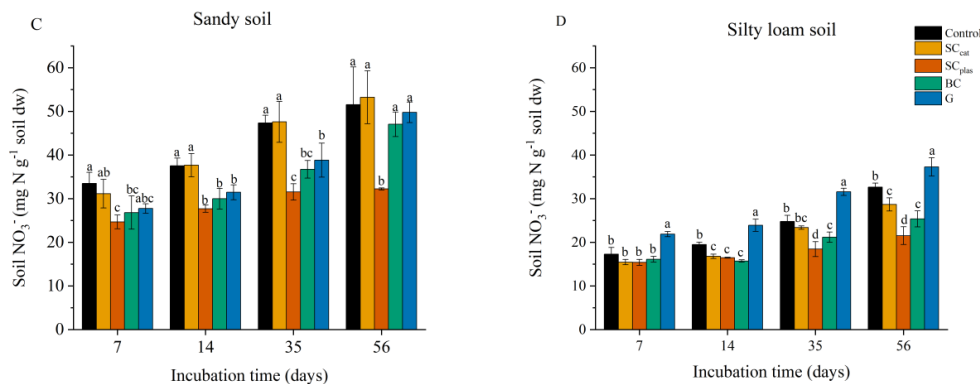 C
Sandy soil
Soil NO₃⁻ (mg N g⁻¹ soil dw)
60
50
40
30
20
10
0
a ab c bc abc
a a b b b
a a c bc b
a a b a a
7 14 35 56
Incubation time (days)
D
Silty loam soil
Control
SC_cat
SC_plas
BC
G
Soil NO₃⁻ (mg N g⁻¹ soil dw)
60
50
40
30
20
10
0
b b b b a
b c c c a
b bc d c a
b c d c a
7 14 35 56
Incubation time (days)